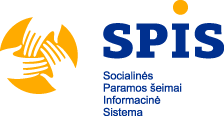 SPIS
Socialinės
Paramos šeimai
Informacinė
Sistema